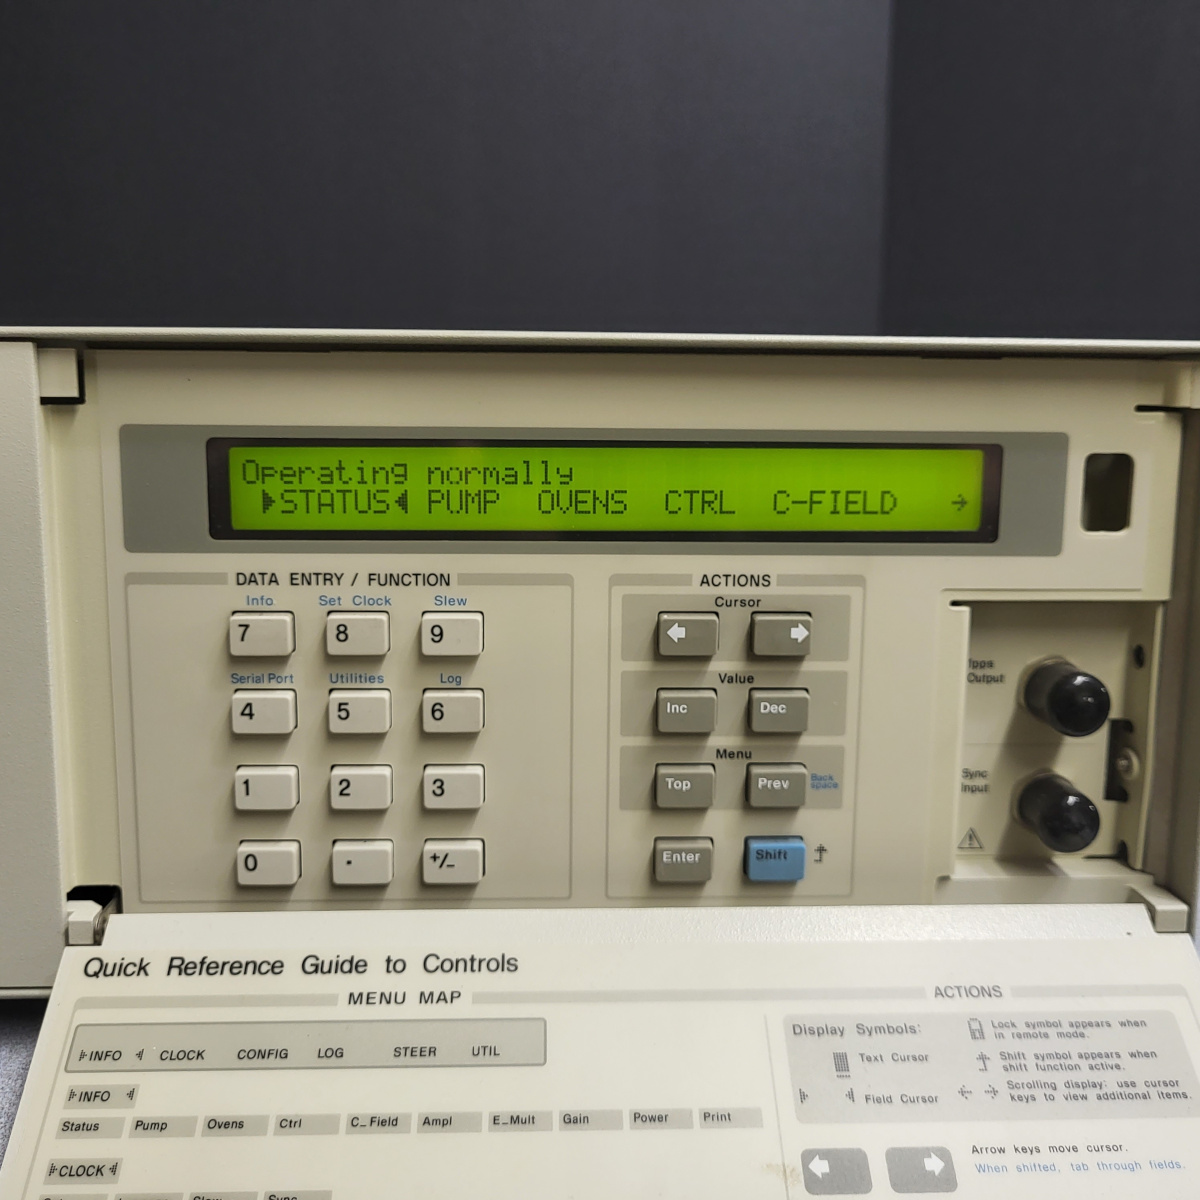 Operating normally
STATUS PUMP OVENS CTRL C-FIELD →
DATA ENTRY / FUNCTION
Info Set Clock Slew
7 8 9
Serial Port Utilities Log
4 5 6
1 2 3
0 . +/−
ACTIONS
Cursor
Value
Inc Dec
Menu
Top Prev Back space
Enter Shift
1pps
Output
Sync
Input
Quick Reference Guide to Controls
MENU MAP
INFO CLOCK CONFIG LOG STEER UTIL
INFO
Status Pump Ovens Ctrl C_Field Ampl E_Mult Gain Power Print
CLOCK
ACTIONS
Display Symbols:
Text Cursor
Field Cursor
Lock symbol appears when
in remote mode.
Shift symbol appears when
shift function active.
Scrolling display: use cursor
keys to view additional items.
Arrow keys move cursor.
When shifted, tab through fields.